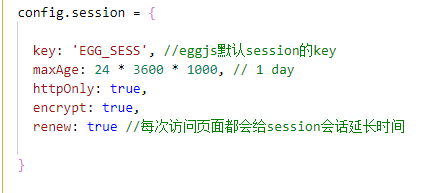 config.session = {
key: 'EGG_SESS', //eggjs默认session的key
maxAge: 24 * 3600 * 1000, // 1 day
httpOnly: true,
encrypt: true,
renew: true //每次访问页面都会给session会话延长时间
}